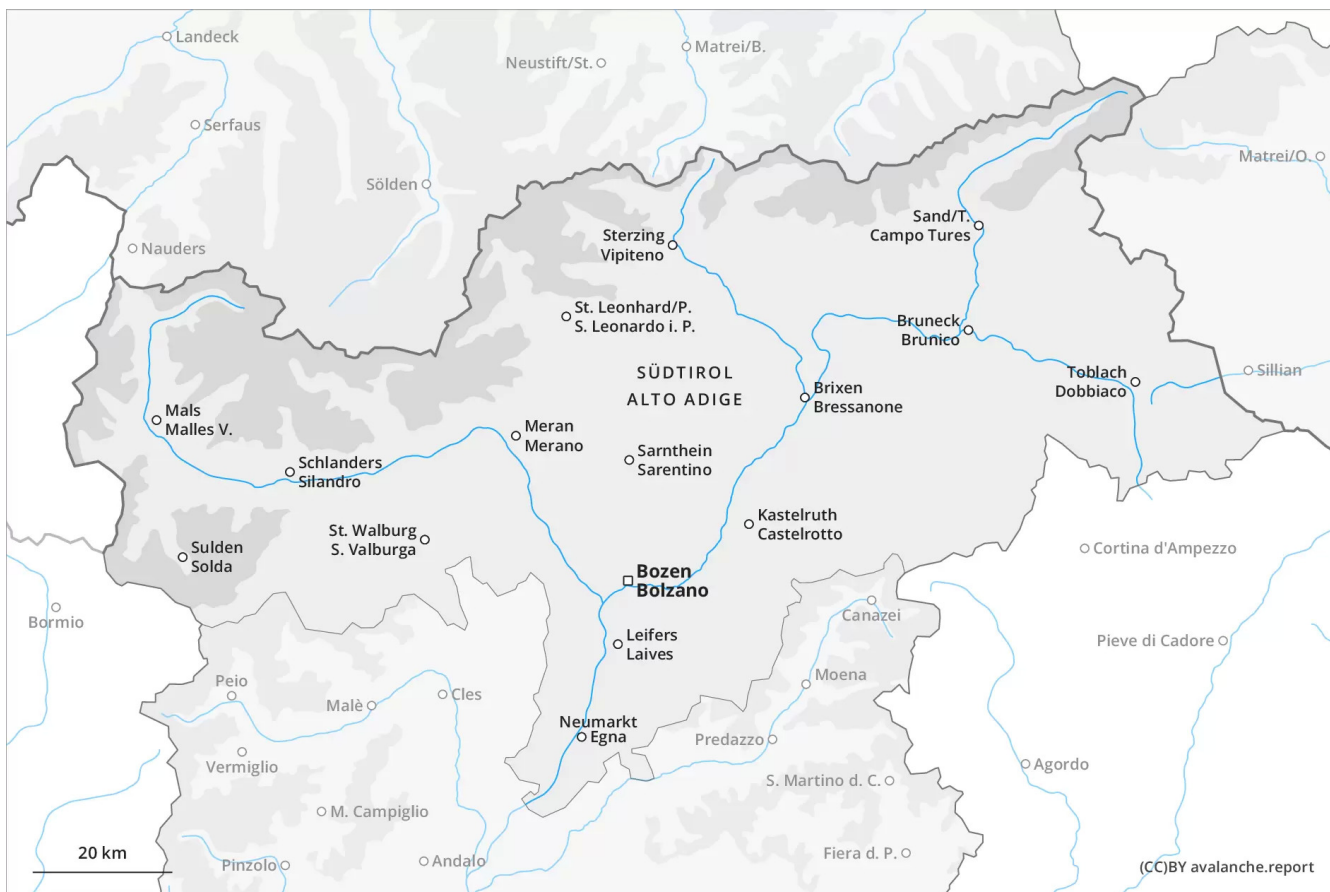 Landeck
Matrei/B.
Neustift/St.
Serfaus
Matrei/O.
Sölden
Sand/T.
Campo Tures
Sterzing
Vipiteno
Nauders
St. Leonhard/P.
S. Leonardo i. P.
Bruneck
Brunico
SÜDTIROL
ALTO ADIGE
Toblach
Dobbiaco
Sillian
Brixen
Bressanone
Mals
Malles V.
Meran
Merano
Sarnthein
Sarentino
Schlanders
Silandro
Kastelruth
Castelrotto
St. Walburg
S. Valburga
Sulden
Solda
Cortina d'Ampezzo
Bozen
Bolzano
Bormio
Canazei
Leifers
Laives
Pieve di Cadore
Moena
Peio
Malè
Cles
Neumarkt
Egna
Predazzo
Vermiglio
Agordo
S. Martino d. C.
M. Campiglio
20 km
Pinzolo
Andalo
Fiera d. P.
(CC)BY avalanche.report